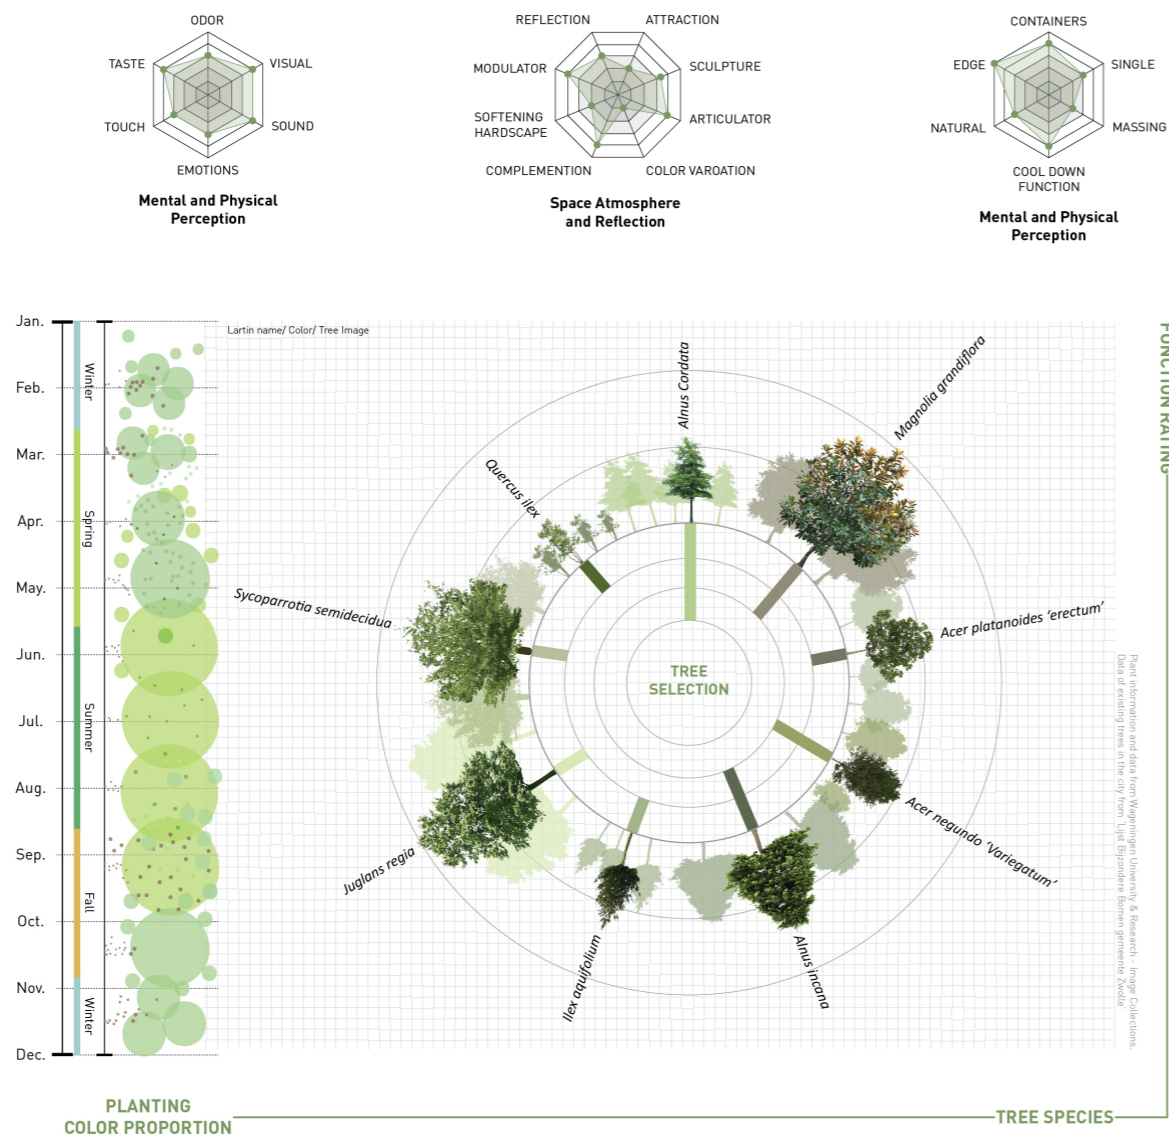 ODOR
TASTE
VISUAL
TOUCH
SOUND
EMOTIONS
Mental and Physical
Perception
REFLECTION
ATTRACTION
MODULATOR
SCULPTURE
SOFTENING
HARDSCAPE
ARTICULATOR
COMPLEMENTION
COLOR VAROATION
Space Atmosphere
and Reflection
CONTAINERS
EDGE
SINGLE
NATURAL
MASSING
COOL DOWN
FUNCTION
Mental and Physical
Perception
Jan.
Feb.
Mar.
Apr.
May.
Jun.
Jul.
Aug.
Sep.
Oct.
Nov.
Dec.
Winter
Spring
Summer
Fall
Winter
Lartin name/ Color/ Tree Image
Alnus Cordata
Magnolia grandiflora
Quercus ilex
Sycoparrotia semidecidua
Acer platanoides ‘erectum’
TREE
SELECTION
Acer negundo ‘Variegatum’
Juglans regia
Ilex aquifolium
Alnus incana
Plant information and data from Wageningen University & Research - Image Collections.
Data of existing trees in the city from 'Lijst Bijzondere Bomen gemeente Zwolle'
FUNCTION RATING
PLANTING
COLOR PROPORTION
TREE SPECIES